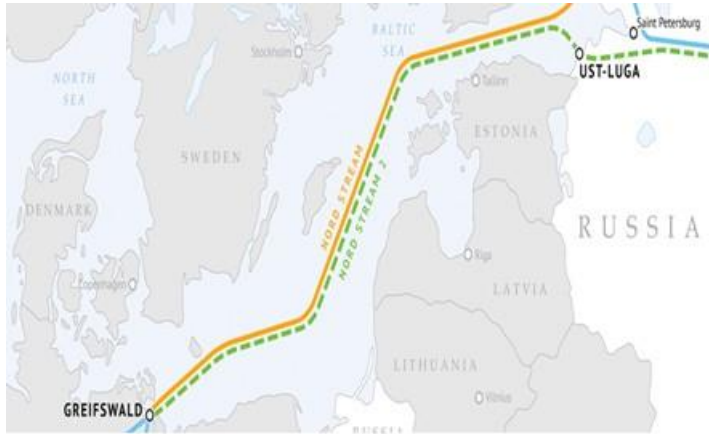 Saint Petersburg
BALTIC
SEA
Stockholm
UST-LUGA
NORTH
SEA
Tallinn
ESTONIA
SWEDEN
NORD STREAM
NORD STREAM 2
DENMARK
RUSSIA
Riga
Copenhagen
LATVIA
LITHUANIA
Vilnius
GREIFSWALD
RUSSIA